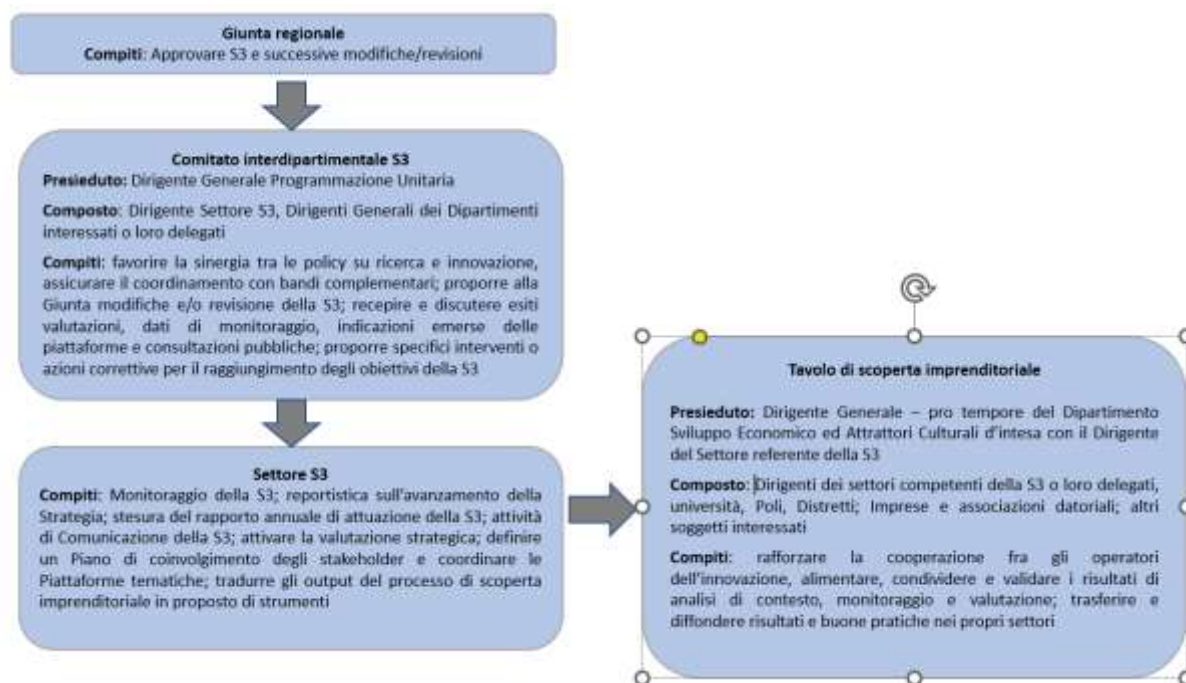 Giunta regionale
Compiti: Approvare S3 e successive modifiche/revisioni
Comitato interdipartimentale S3
Presieduto: Dirigente Generale Programmazione Unitaria
Composto: Dirigente Settore S3, Dirigenti Generali dei Dipartimenti
interessati o loro delegati
Compiti: favorire la sinergia tra le policy su ricerca e innovazione,
assicurare il coordinamento con bandi complementari; proporre alla
Giunta modifiche e/o revisione della S3; recepire e discutere esiti
valutazioni, dati di monitoraggio, indicazioni emerse delle
piattaforme e consultazioni pubbliche; proporre specifici interventi o
azioni correttive per il raggiungimento degli obiettivi della S3
Settore S3
Compiti: Monitoraggio della S3; reportistica sull'avanzamento della
Strategia; stesura del rapporto annuale di attuazione della S3; attività
di Comunicazione della S3; attivare la valutazione strategica; definire
un Piano di coinvolgimento degli stakeholder e coordinare le
Piattaforme tematiche; tradurre gli output del processo di scoperta
imprenditoriale in proposto di strumenti
Tavolo di scoperta imprenditoriale
Presieduto: Dirigente Generale – pro tempore del Dipartimento
Sviluppo Economico ed Attrattori Culturali d'intesa con il Dirigente
del Settore referente della S3
Composto: Dirigenti dei settori competenti della S3 o loro delegati,
università, Poli, Distretti; Imprese e associazioni datoriali; altri
soggetti interessati
Compiti: rafforzare la cooperazione fra gli operatori
dell'innovazione, alimentare, condividere e validare i risultati di
analisi di contesto, monitoraggio e valutazione; trasferire e
diffondere risultati e buone pratiche nei propri settori